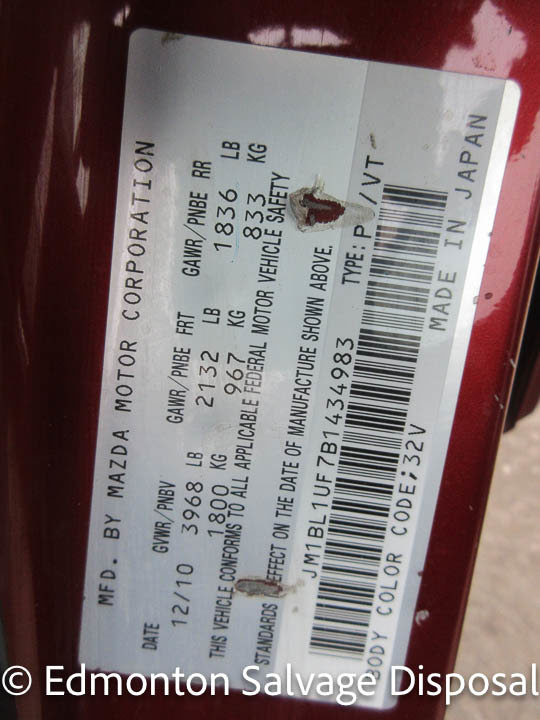 MFD. BY MAZDA MOTOR CORPORATION
DATE GVWR/PNBV GAWR/PNBE FRT GAWR/PNBE RR
12/10 3968 LB 2132 LB 1836 LB
1800 KG 967 KG 833 KG
THIS VEHICLE CONFORMS TO ALL APPLICABLE FEDERAL MOTOR VEHICLE SAFETY
STANDARDS EFFECT ON THE DATE OF MANUFACTURE SHOWN ABOVE.
JM1BL1UF7B1434983 TYPE: P /VT
BODY COLOR CODE;32V MADE IN JAPAN
© Edmonton Salvage Disposal